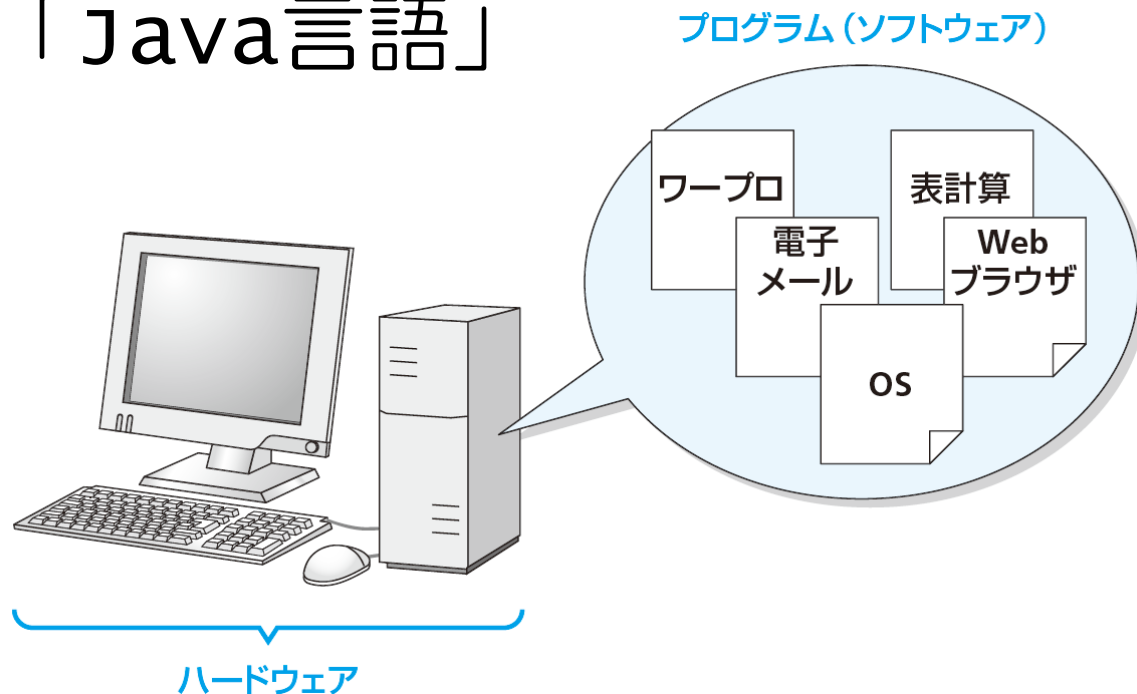 「Java言語」
プログラム（ソフトウェア）
ワープロ
表計算
電子
メール
Web
ブラウザ
OS
ハードウェア